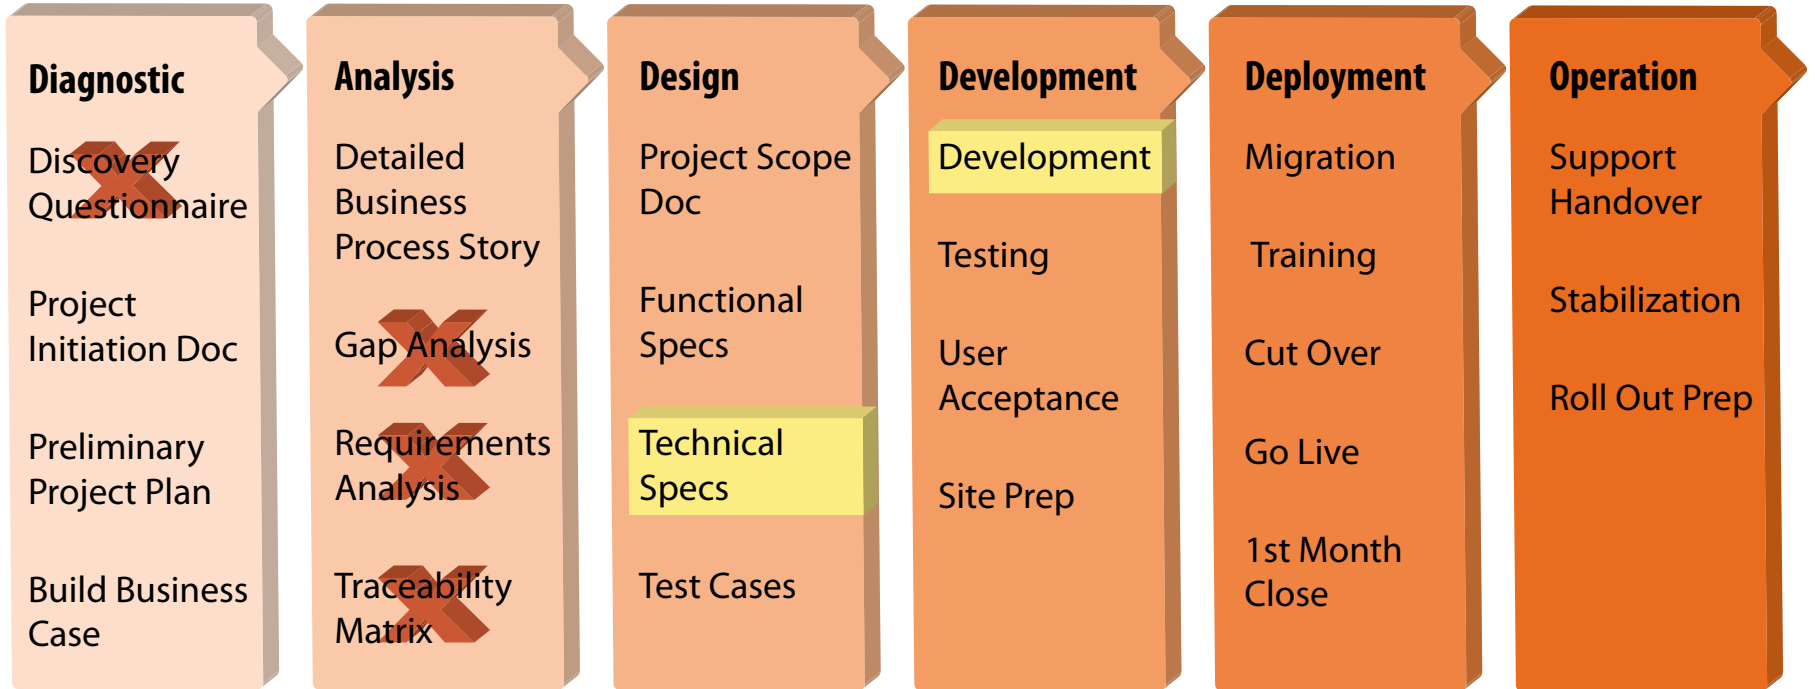 Diagnostic
Discovery
Questionnaire
Project
Initiation Doc
Preliminary
Project Plan
Build Business
Case
Analysis
Detailed
Business
Process Story
Gap Analysis
Requirements
Analysis
Traceability
Matrix
Design
Project Scope
Doc
Functional
Specs
Technical
Specs
Test Cases
Development
Development
Testing
User
Acceptance
Site Prep
Deployment
Migration
Training
Cut Over
Go Live
1st Month
Close
Operation
Support
Handover
Stabilization
Roll Out Prep